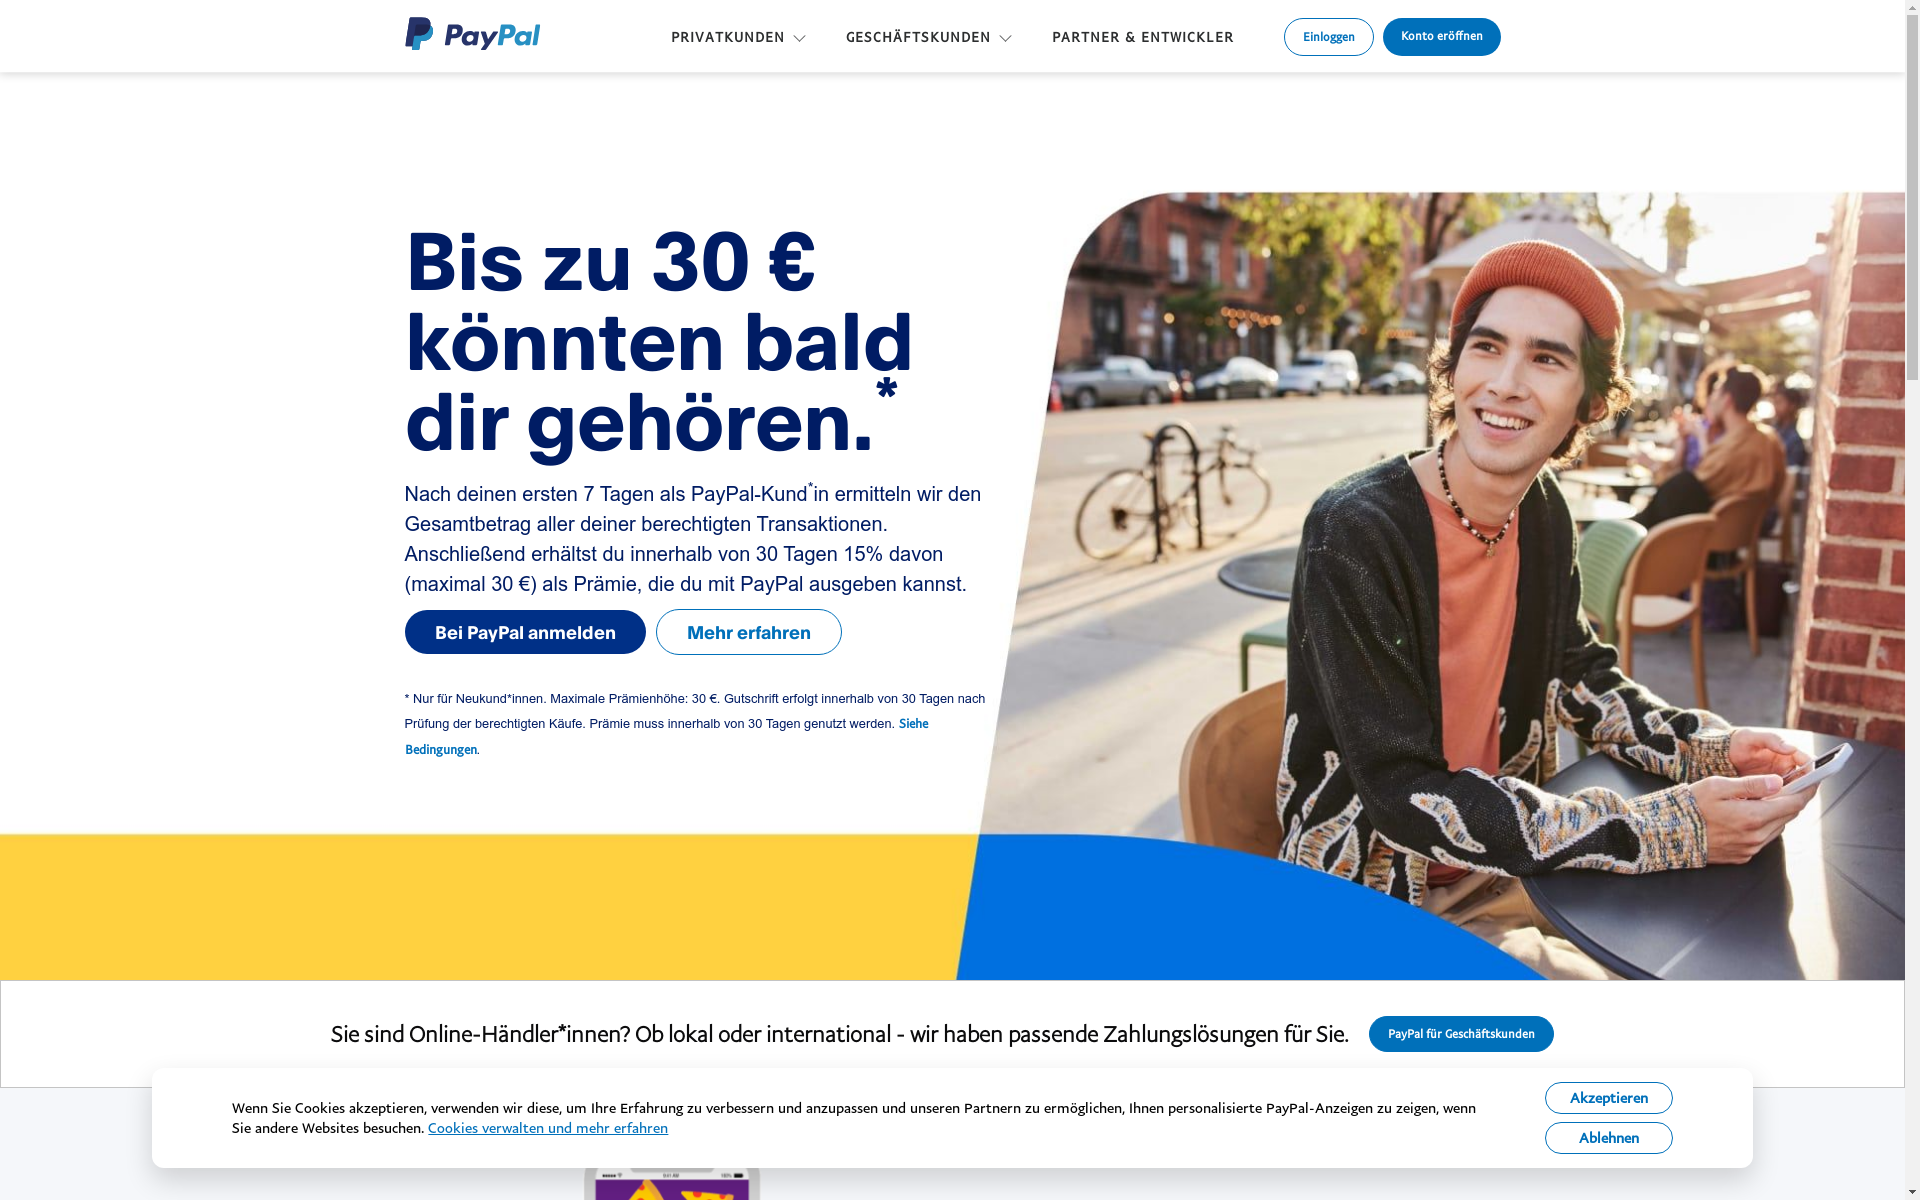 PayPal
PRIVATKUNDEN
GESCHÄFTSKUNDEN
PARTNER & ENTWICKLER
Einloggen
Konto eröffnen
Bis zu 30 €
könnten bald
dir gehören.*
Nach deinen ersten 7 Tagen als PayPal-Kund*in ermitteln wir den
Gesamtbetrag aller deiner berechtigten Transaktionen.
Anschließend erhältst du innerhalb von 30 Tagen 15% davon
(maximal 30 €) als Prämie, die du mit PayPal ausgeben kannst.
Bei PayPal anmelden
Mehr erfahren
* Nur für Neukund*innen. Maximale Prämienhöhe: 30 €. Gutschrift erfolgt innerhalb von 30 Tagen nach
Prüfung der berechtigten Käufe. Prämie muss innerhalb von 30 Tagen genutzt werden. Siehe
Bedingungen.
Sie sind Online-Händler*innen? Ob lokal oder international - wir haben passende Zahlungslösungen für Sie.
PayPal für Geschäftskunden
Wenn Sie Cookies akzeptieren, verwenden wir diese, um Ihre Erfahrung zu verbessern und anzupassen und unseren Partnern zu ermöglichen, Ihnen personalisierte PayPal-Anzeigen zu zeigen, wenn
Sie andere Websites besuchen. Cookies verwalten und mehr erfahren
Akzeptieren
Ablehnen